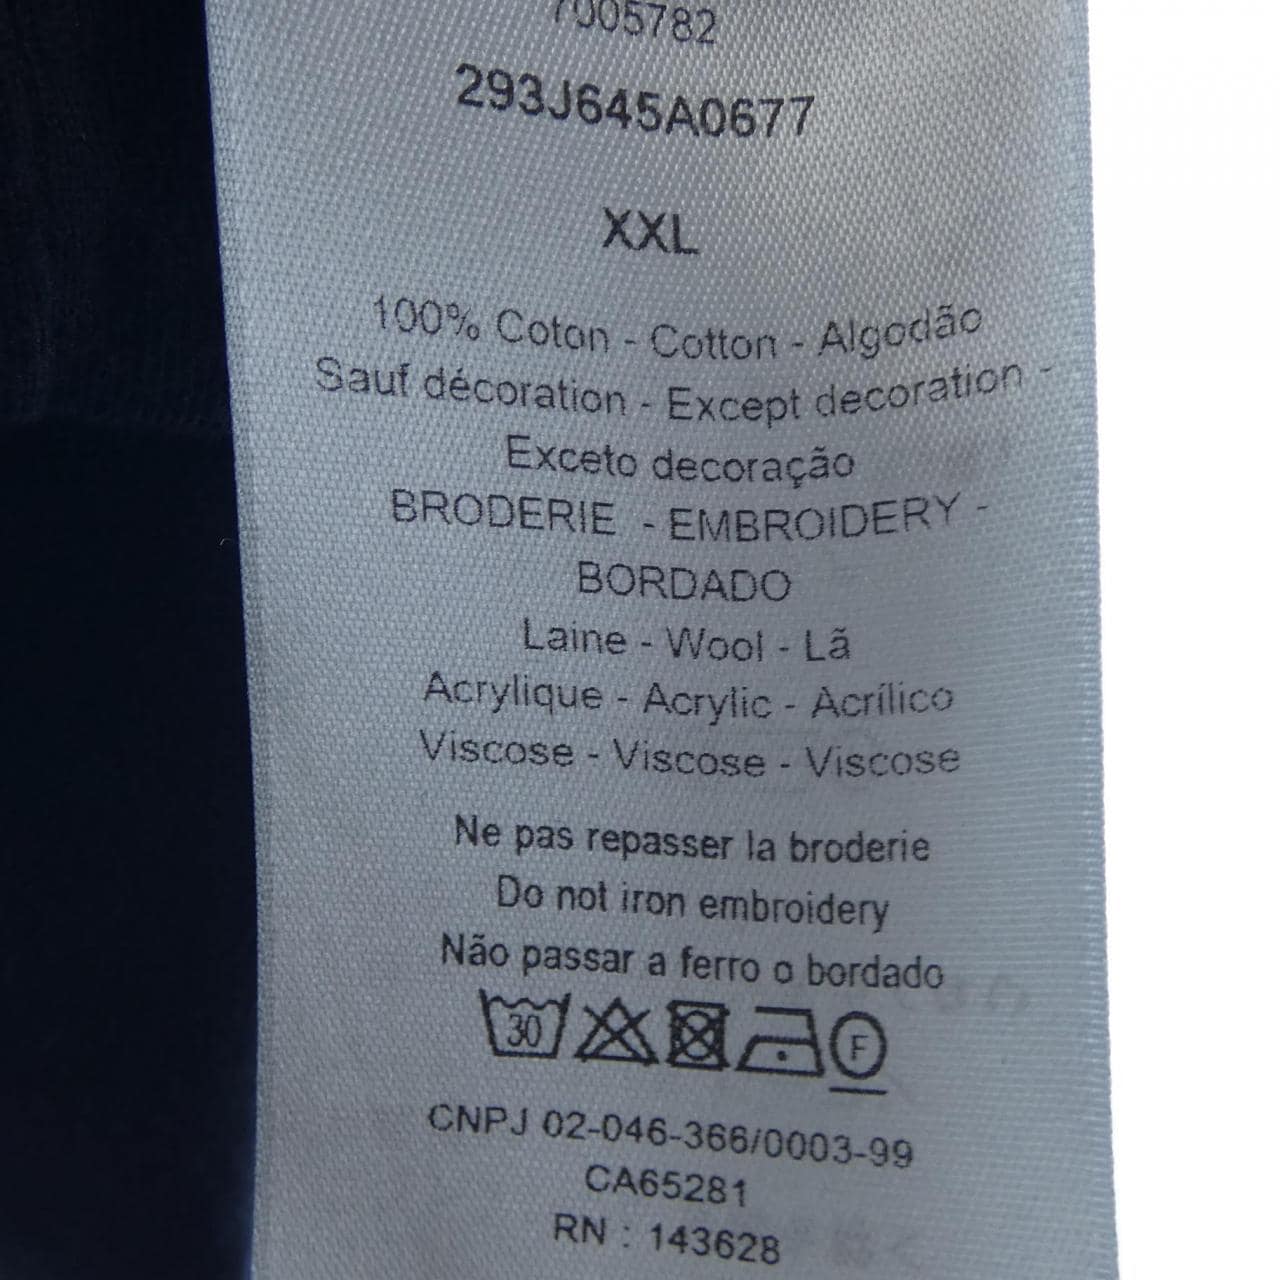 7005782
293J645A0677
XXL
100% Coton - Cotton - Algodão
Sauf décoration - Except decoration -
Exceto decoração
BRODERIE - EMBROIDERY -
BORDADO
Laine - Wool - Lã
Acrylique - Acrylic - Acrílico
Viscose - Viscose - Viscose
Ne pas repasser la broderie
Do not iron embroidery
Não passar a ferro o bordado
30 F
CNPJ 02-046-366/0003-99
CA65281
RN : 143628